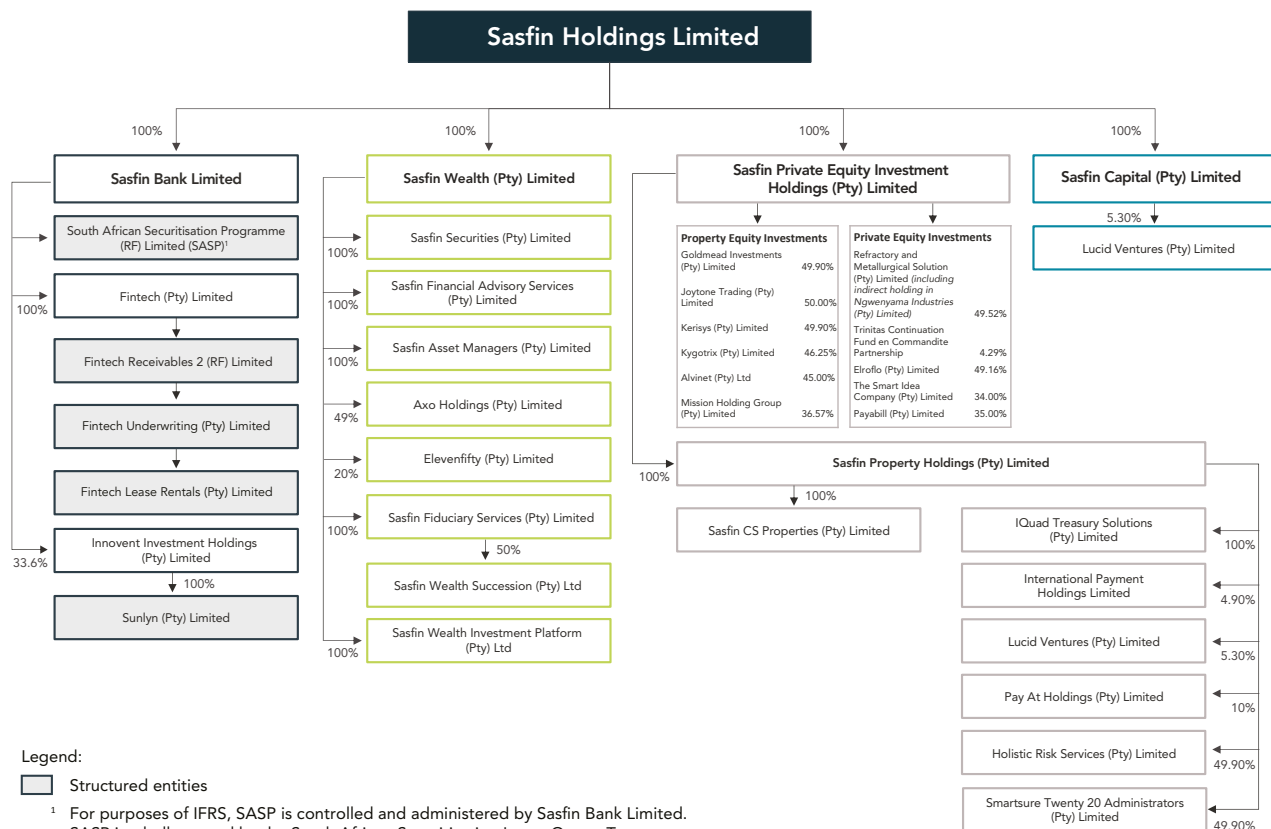 Sasfin Holdings Limited
100%
100%
100%
100%
Sasfin Bank Limited
South African Securitisation Programme
(RF) Limited (SASP)¹
Fintech (Pty) Limited
100%
Fintech Receivables 2 (RF) Limited
Fintech Underwriting (Pty) Limited
Fintech Lease Rentals (Pty) Limited
Innovent Investment Holdings
(Pty) Limited
33.6%
100%
Sunlyn (Pty) Limited
Sasfin Wealth (Pty) Limited
Sasfin Securities (Pty) Limited
100%
Sasfin Financial Advisory Services
(Pty) Limited
100%
Sasfin Asset Managers (Pty) Limited
100%
Axo Holdings (Pty) Limited
49%
Elevenfifty (Pty) Limited
20%
Sasfin Fiduciary Services (Pty) Limited
100%
50%
Sasfin Wealth Succession (Pty) Ltd
Sasfin Wealth Investment Platform
(Pty) Ltd
100%
Sasfin Private Equity Investment
Holdings (Pty) Limited
Property Equity Investments
Goldmead Investments
(Pty) Limited 49.90%
Joytone Trading (Pty)
Limited 50.00%
Kerisys (Pty) Limited 49.90%
Kygotrix (Pty) Limited 46.25%
Alvinet (Pty) Ltd 45.00%
Mission Holding Group
(Pty) Limited 36.57%
Private Equity Investments
Refractory and
Metallurgical Solution
(Pty) Limited (including
indirect holding in
Ngwenyama Industries
(Pty) Limited) 49.52%
Trinitas Continuation
Fund en Commandite
Partnership 4.29%
Elroflo (Pty) Limited 49.16%
The Smart Idea
Company (Pty) Limited 34.00%
Payabill (Pty) Limited 35.00%
Sasfin Capital (Pty) Limited
5.30%
Lucid Ventures (Pty) Limited
Sasfin Property Holdings (Pty) Limited
100%
100%
Sasfin CS Properties (Pty) Limited
IQuad Treasury Solutions
(Pty) Limited
100%
International Payment
Holdings Limited
4.90%
Lucid Ventures (Pty) Limited
5.30%
Pay At Holdings (Pty) Limited
10%
Holistic Risk Services (Pty) Limited
49.90%
Smartsure Twenty 20 Administrators
(Pty) Limited
49.90%
Legend:
Structured entities
¹ For purposes of IFRS, SASP is controlled and administered by Sasfin Bank Limited.